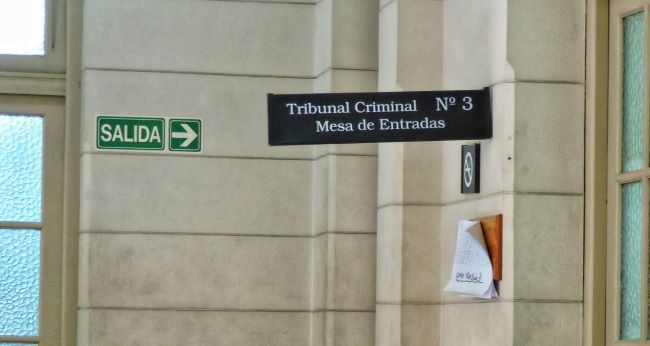 SALIDA
Tribunal Criminal Nº 3
Mesa de Entradas